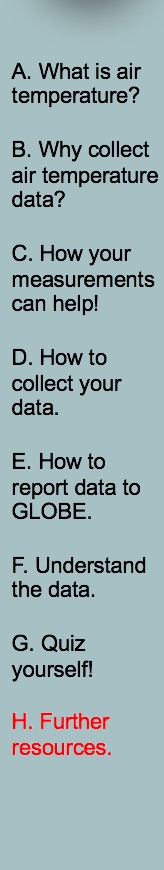 A. What is air
temperature?
B. Why collect
air temperature
data?
C. How your
measurements
can help!
D. How to
collect your
data.
E. How to
report data to
GLOBE.
F. Understand
the data.
G. Quiz
yourself!
H. Further
resources.